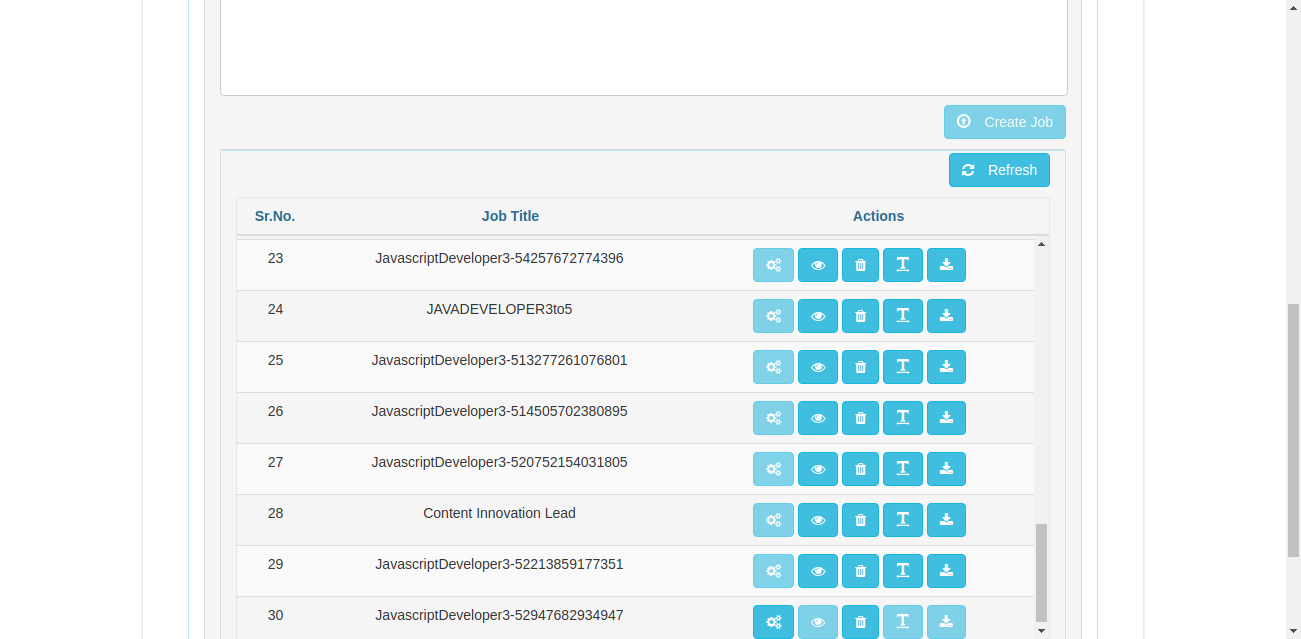 Create Job
Refresh
Sr.No. Job Title Actions
23 JavascriptDeveloper3-54257672774396
24 JAVADEVELOPER3to5
25 JavascriptDeveloper3-513277261076801
26 JavascriptDeveloper3-514505702380895
27 JavascriptDeveloper3-520752154031805
28 Content Innovation Lead
29 JavascriptDeveloper3-52213859177351
30 JavascriptDeveloper3-52947682934947